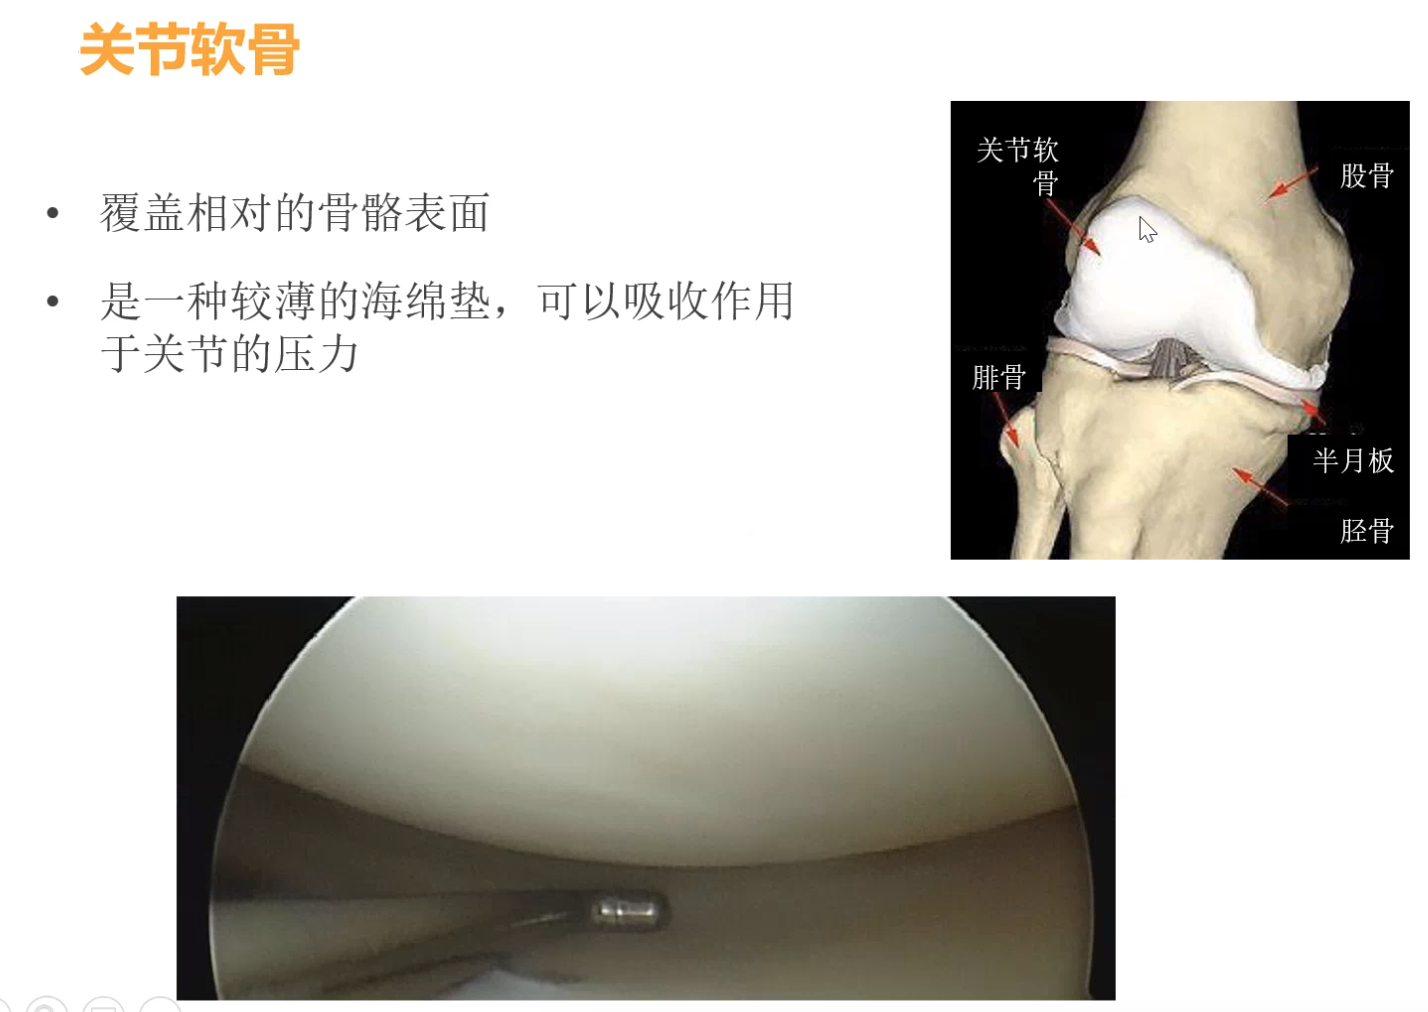 关节软骨
• 覆盖相对的骨骼表面
• 是一种较薄的海绵垫，可以吸收作用
于关节的压力
关节软
骨
股骨
腓骨
半月板
胫骨